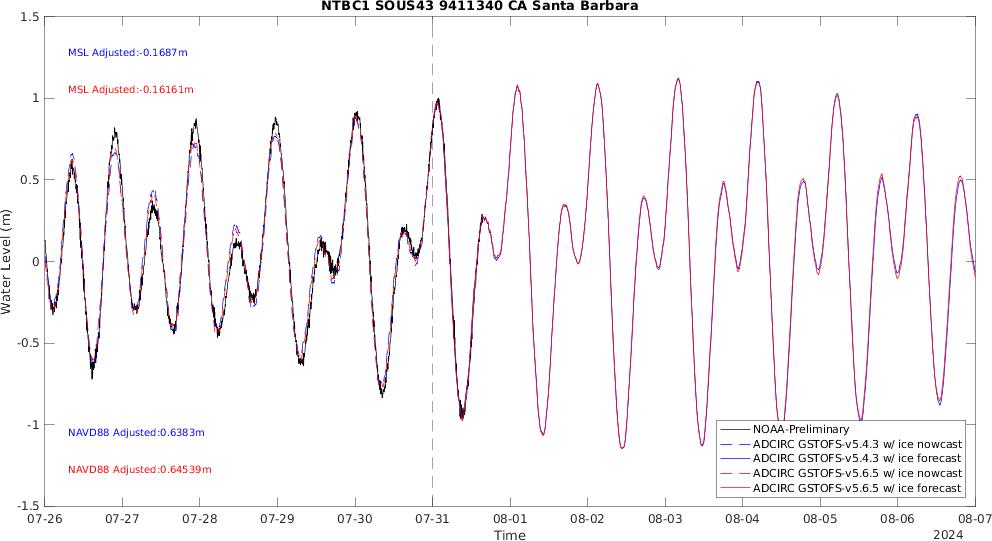 NTBC1 SOUS43 9411340 CA Santa Barbara
1.5
1
0.5
0
-0.5
-1
-1.5
Water Level (m)
MSL Adjusted:-0.1687m
MSL Adjusted:-0.16161m
NAVD88 Adjusted:0.6383m
NAVD88 Adjusted:0.64539m
NOAA-Preliminary
ADCIRC GSTOFS-v5.4.3 w/ ice nowcast
ADCIRC GSTOFS-v5.4.3 w/ ice forecast
ADCIRC GSTOFS-v5.6.5 w/ ice nowcast
ADCIRC GSTOFS-v5.6.5 w/ ice forecast
07-26 07-27 07-28 07-29 07-30 07-31 08-01 08-02 08-03 08-04 08-05 08-06 08-07
Time
2024